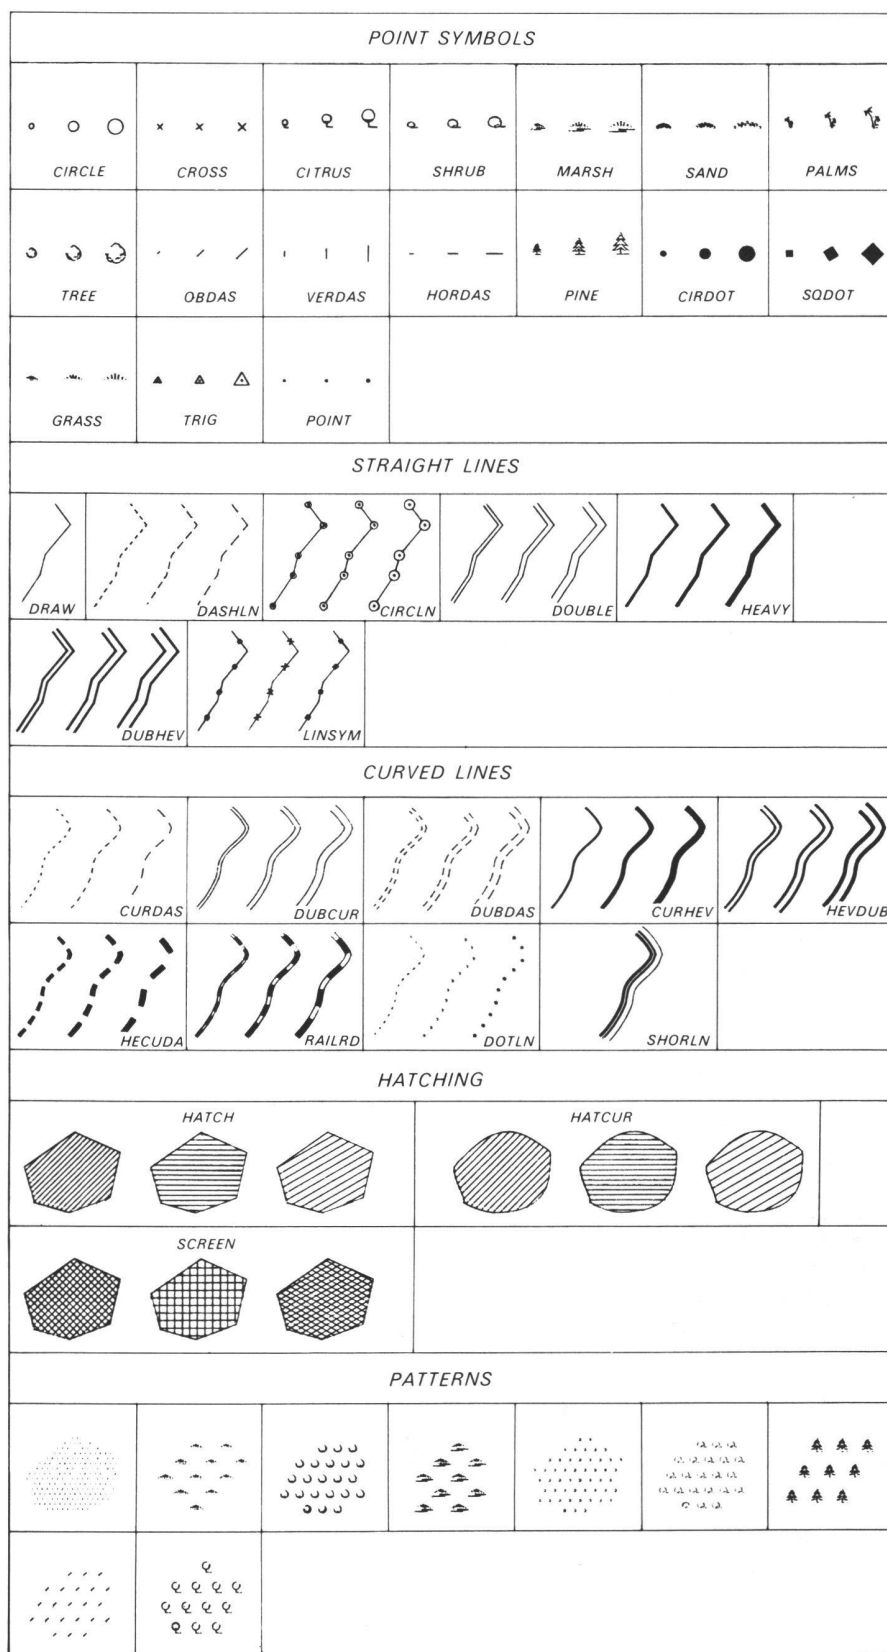 POINT SYMBOLS
CIRCLE CROSS CITRUS SHRUB MARSH SAND PALMS
TREE OBDAS VERDAS HORDAS PINE CIRDOT SQDOT
GRASS TRIG POINT
STRAIGHT LINES
DRAW DASHLN CIRCLN DOUBLE HEAVY
DUBHEV LINSYM
CURVED LINES
CURDAS DUBCUR DUBDAS CURHEV HEVDUB
HECUDA RAILRD DOTLN SHORLN
HATCHING
HATCH HATCUR
SCREEN
PATTERNS